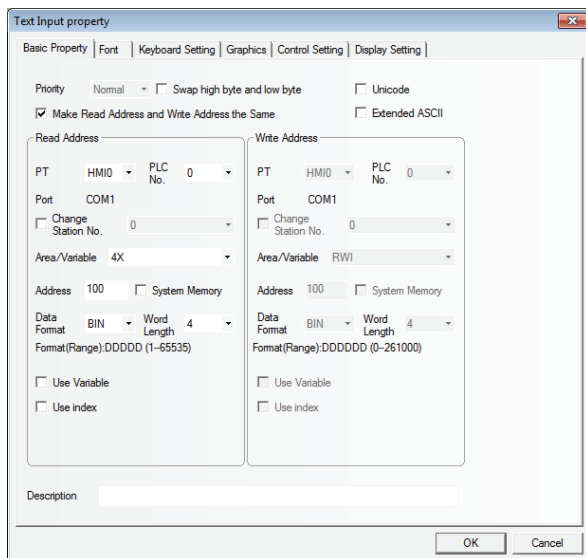 Text Input property
Basic Property Font Keyboard Setting Graphics Control Setting Display Setting
Priority Normal Swap high byte and low byte Unicode
Make Read Address and Write Address the Same Extended ASCII
Read Address
PT HMI0 PLC No. 0
Port COM1
Change Station No. 0
Area/Variable 4X
Address 100 System Memory
Data Format BIN Word Length 4
Format(Range):DDDDD (1--65535)
Use Variable
Use index
Write Address
PT HMI0 PLC No. 0
Port COM1
Change Station No. 0
Area/Variable RWI
Address 100 System Memory
Data Format BIN Word Length 4
Format(Range):DDDDDD (0--261000)
Use Variable
Use index
Description
OK Cancel